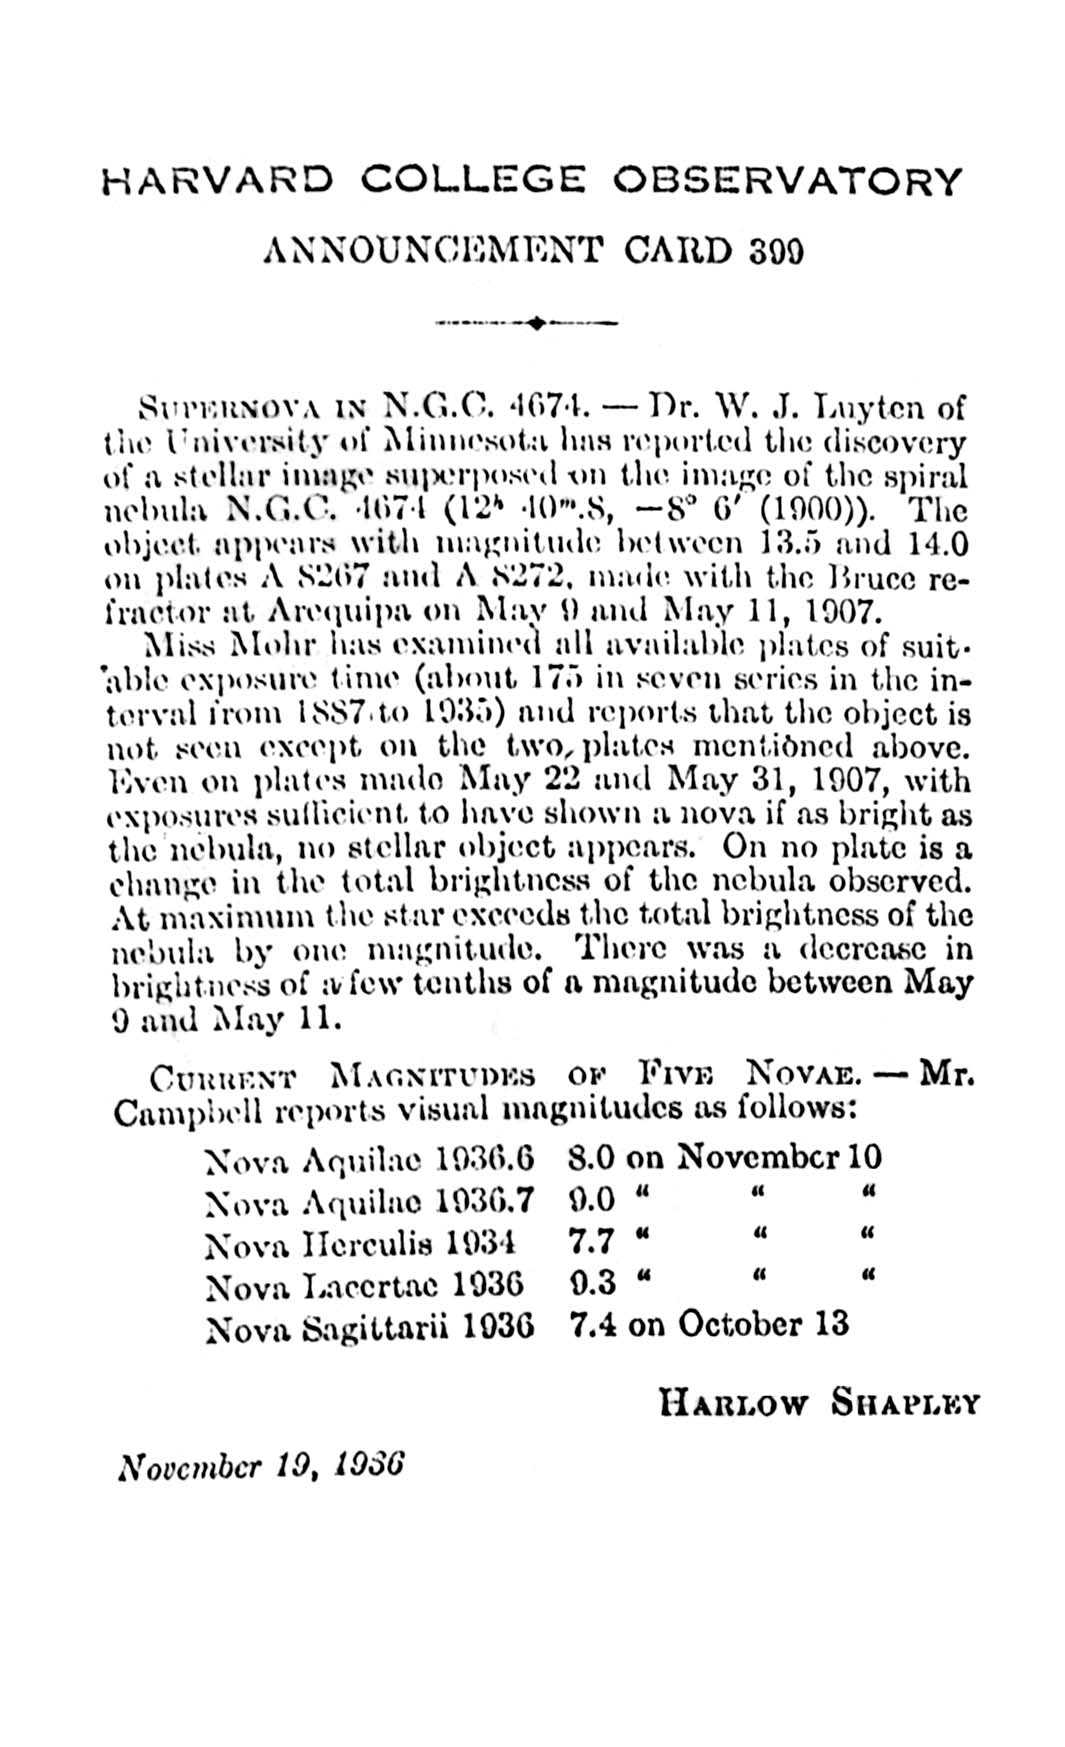 HARVARD COLLEGE OBSERVATORY
ANNOUNCEMENT CARD 399
SUPERNOVA IN N.G.C. 4674. — Dr. W. J. Luyten of
the University of Minnesota has reported the discovery
of a stellar image superposed on the image of the spiral
nebula N.G.C. 4674 (12ʰ 40ᵐ.8, −8° 6′ (1900)). The
object appears with magnitude between 13.5 and 14.0
on plates A 8267 and A 8272, made with the Bruce re-
fractor at Arequipa on May 9 and May 11, 1907.
Miss Mohr has examined all available plates of suit-
able exposure time (about 175 in seven series in the in-
terval from 1887 to 1935) and reports that the object is
not seen except on the two plates mentioned above.
Even on plates made May 22 and May 31, 1907, with
exposures sufficient to have shown a nova if as bright as
the nebula, no stellar object appears. On no plate is a
change in the total brightness of the nebula observed.
At maximum the star exceeds the total brightness of the
nebula by one magnitude. There was a decrease in
brightness of a few tenths of a magnitude between May
9 and May 11.
CURRENT MAGNITUDES OF FIVE NOVAE. — Mr.
Campbell reports visual magnitudes as follows:
Nova Aquilae 1936.6 8.0 on November 10
Nova Aquilae 1936.7 9.0 “ “ “
Nova Herculis 1934 7.7 “ “ “
Nova Lacertae 1936 9.3 “ “ “
Nova Sagittarii 1936 7.4 on October 13
HARLOW SHAPLEY
November 19, 1936